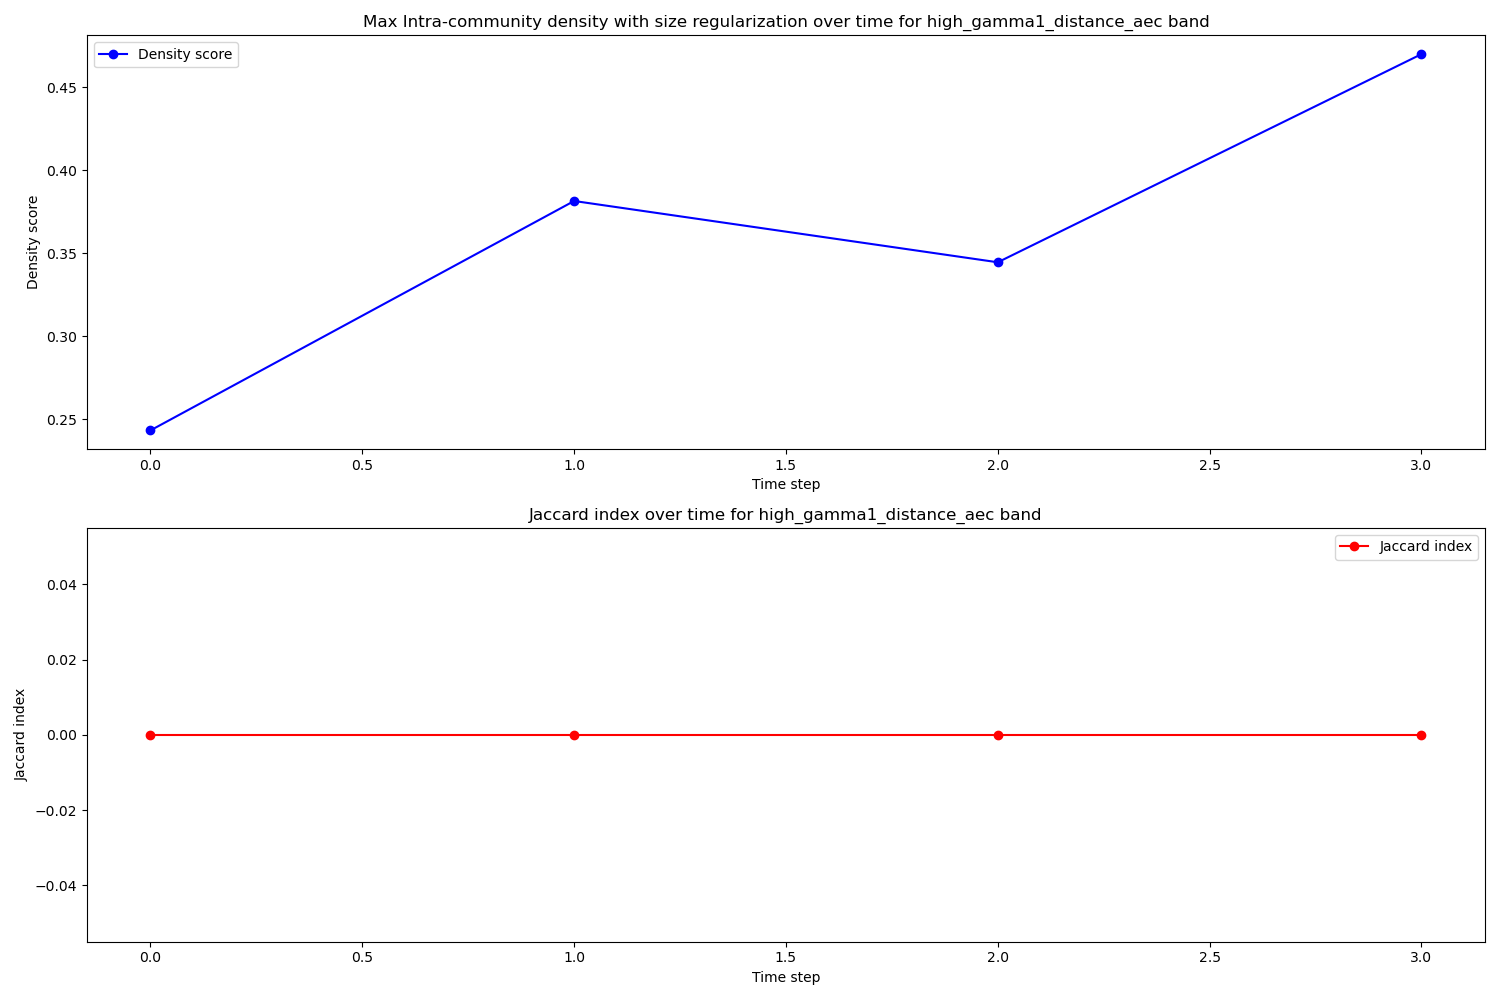 Max Intra-community density with size regularization over time for high_gamma1_distance_aec band
Density score
0.45
0.40
0.35
0.30
0.25
Density score
0.0 0.5 1.0 1.5 2.0 2.5 3.0
Time step
Jaccard index over time for high_gamma1_distance_aec band
Jaccard index
0.04
0.02
0.00
−0.02
−0.04
Jaccard index
0.0 0.5 1.0 1.5 2.0 2.5 3.0
Time step